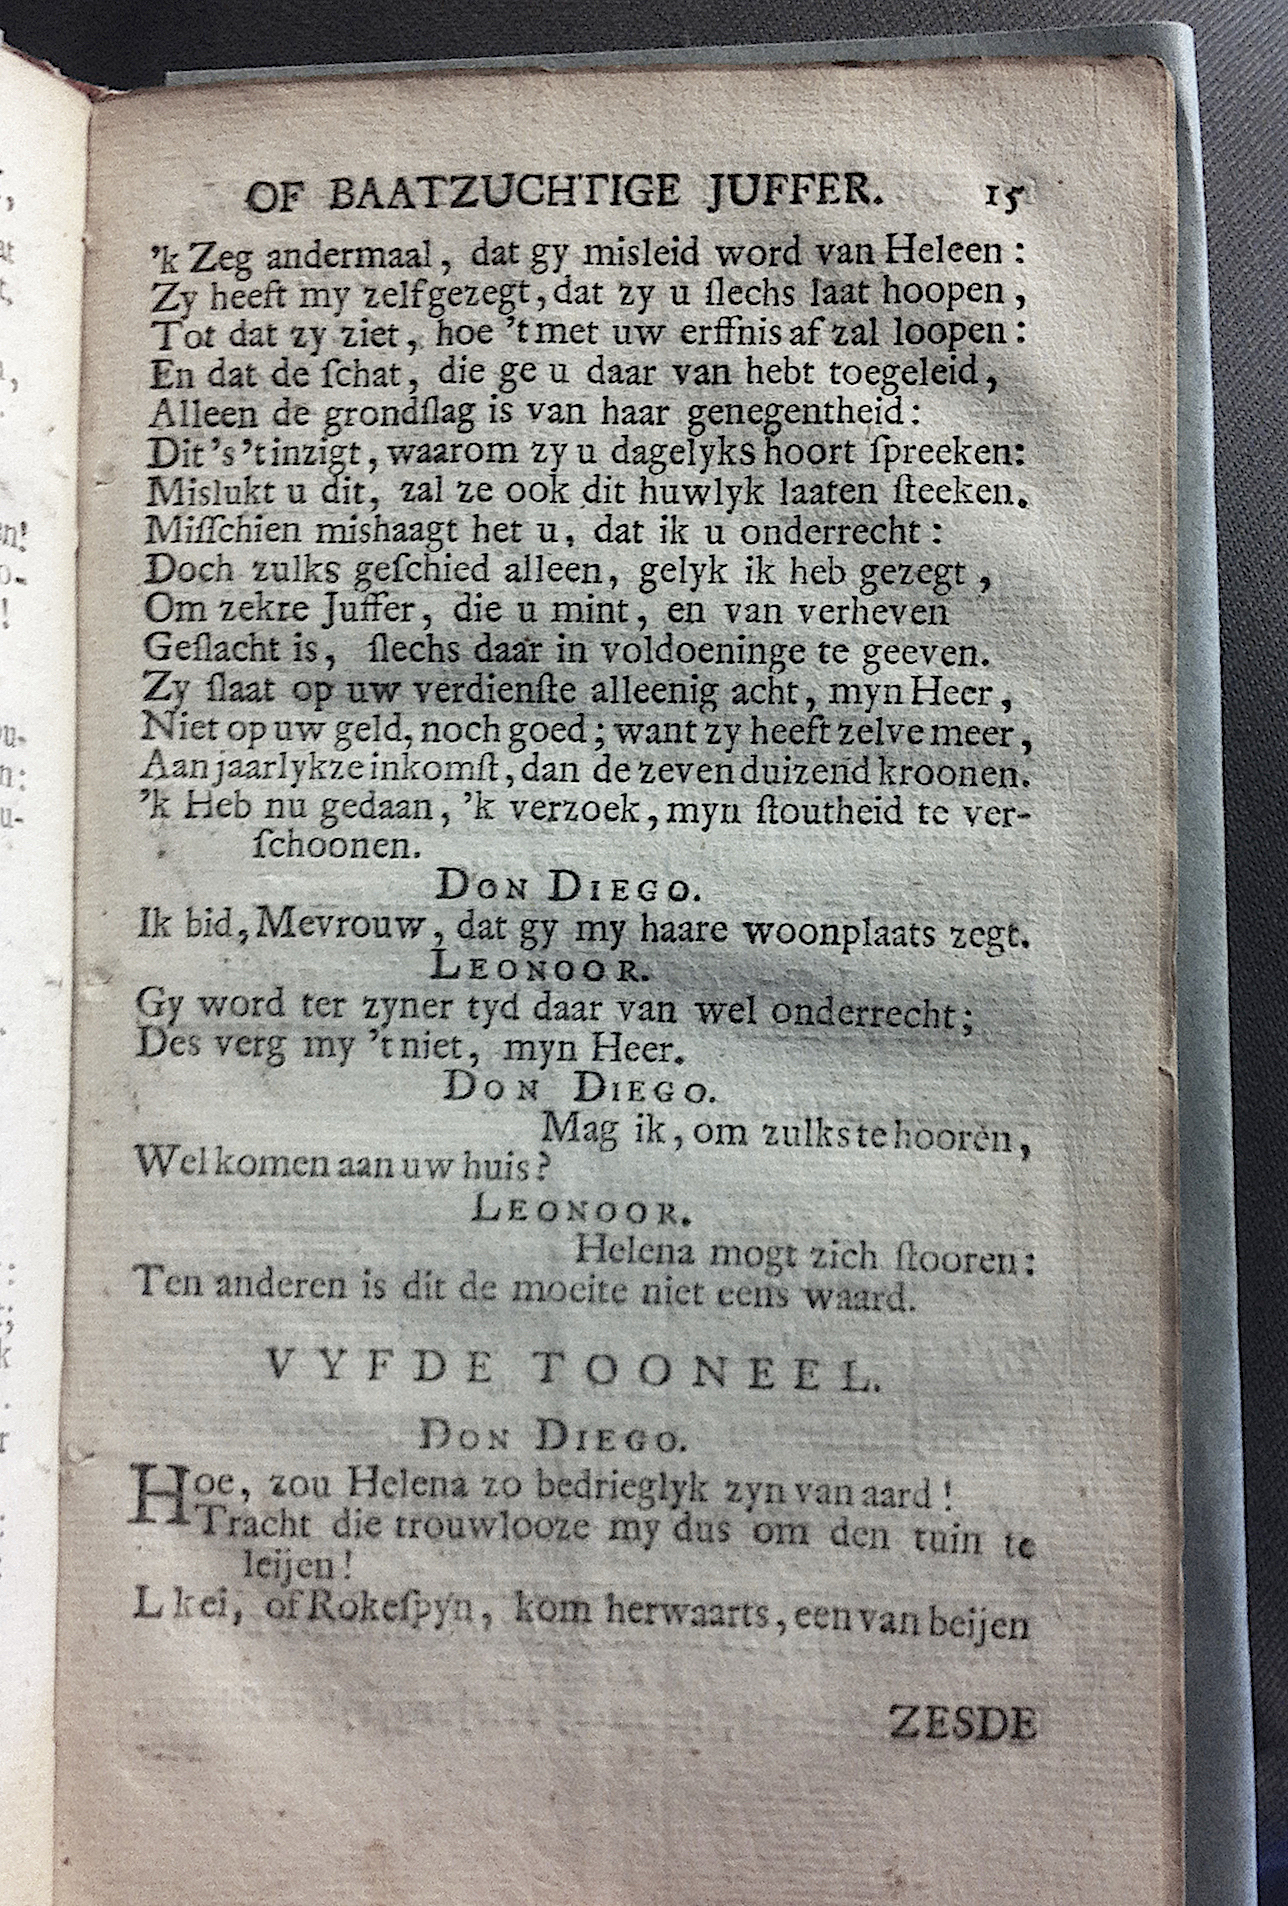 OF BAATZUCHTIGE JUFFER. 15
'k Zeg andermaal, dat gy misleid word van Heleen:
Zy heeft my zelf gezegt, dat zy u ſlechs laat hoopen,
Tot dat zy ziet, hoe 't met uw erffnis af zal loopen:
En dat de ſchat, die ge u daar van hebt toegeleid,
Alleen de grondſlag is van haar genegentheid:
Dit 's 't inzigt, waarom zy u dagelyks hoort ſpreeken:
Mislukt u dit, zal ze ook dit huwlyk laaten ſteeken.
Miſſchien mishaagt het u, dat ik u onderrecht:
Doch zulks geſchied alleen, gelyk ik heb gezegt,
Om zekre Juffer, die u mint, en van verheven
Geſlacht is, ſlechs daar in voldoeninge te geeven.
Zy ſlaat op uw verdienſte alleenig acht, myn Heer,
Niet op uw geld, noch goed; want zy heeft zelve meer,
Aan jaarlykze inkomſt, dan de zeven duizend kroonen.
'k Heb nu gedaan, 'k verzoek, myn ſtoutheid te ver-
ſchoonen.
DON DIEGO.
Ik bid, Mevrouw, dat gy my haare woonplaats zegt.
LEONOOR.
Gy word ter zyner tyd daar van wel onderrecht;
Des verg my 't niet, myn Heer.
DON DIEGO.
Mag ik, om zulks te hooren,
Wel komen aan uw huis?
LEONOOR.
Helena mogt zich ſtooren:
Ten anderen is dit de moeite niet eens waard.
VYFDE TOONEEL.
DON DIEGO.
Hoe, zou Helena zo bedrieglyk zyn van aard!
Tracht die trouwlooze my dus om den tuin te
leijen!
L kei, of Rokeſpyn, kom herwaarts, een van beijen
ZESDE